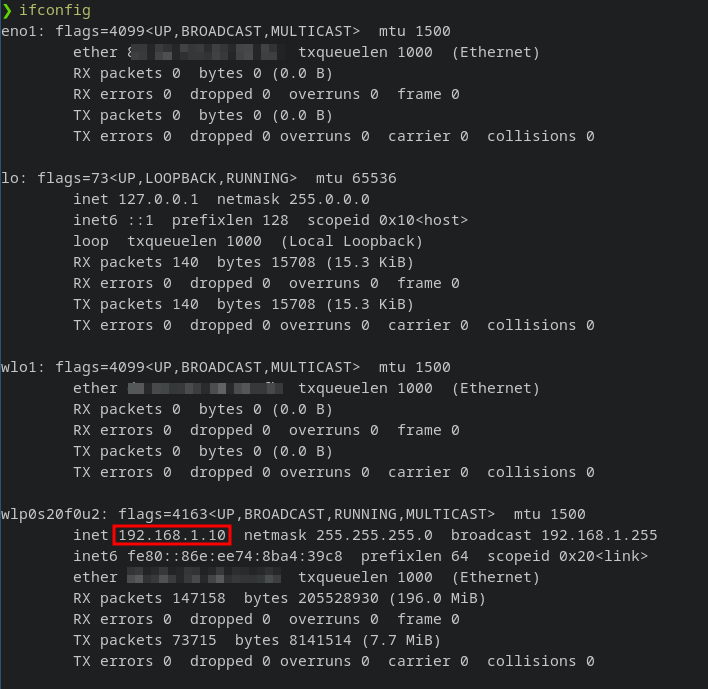 ❯ ifconfig
eno1: flags=4099<UP,BROADCAST,MULTICAST>  mtu 1500
ether txqueuelen 1000  (Ethernet)
RX packets 0  bytes 0 (0.0 B)
RX errors 0  dropped 0  overruns 0  frame 0
TX packets 0  bytes 0 (0.0 B)
TX errors 0  dropped 0 overruns 0  carrier 0  collisions 0
lo: flags=73<UP,LOOPBACK,RUNNING>  mtu 65536
inet 127.0.0.1  netmask 255.0.0.0
inet6 ::1  prefixlen 128  scopeid 0x10<host>
loop  txqueuelen 1000  (Local Loopback)
RX packets 140  bytes 15708 (15.3 KiB)
RX errors 0  dropped 0  overruns 0  frame 0
TX packets 140  bytes 15708 (15.3 KiB)
TX errors 0  dropped 0 overruns 0  carrier 0  collisions 0
wlo1: flags=4099<UP,BROADCAST,MULTICAST>  mtu 1500
ether txqueuelen 1000  (Ethernet)
RX packets 0  bytes 0 (0.0 B)
RX errors 0  dropped 0  overruns 0  frame 0
TX packets 0  bytes 0 (0.0 B)
TX errors 0  dropped 0 overruns 0  carrier 0  collisions 0
wlp0s20f0u2: flags=4163<UP,BROADCAST,RUNNING,MULTICAST>  mtu 1500
inet 192.168.1.10  netmask 255.255.255.0  broadcast 192.168.1.255
inet6 fe80::86e:ee74:8ba4:39c8  prefixlen 64  scopeid 0x20<link>
ether txqueuelen 1000  (Ethernet)
RX packets 147158  bytes 205528930 (196.0 MiB)
RX errors 0  dropped 0  overruns 0  frame 0
TX packets 73715  bytes 8141514 (7.7 MiB)
TX errors 0  dropped 0 overruns 0  carrier 0  collisions 0